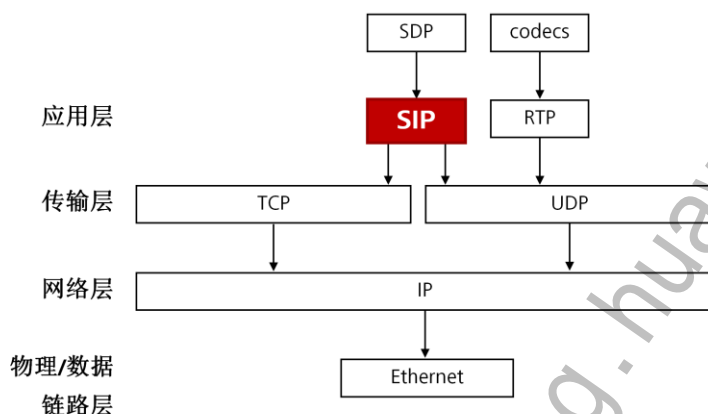 SDP codecs
应用层 SIP RTP
传输层 TCP UDP
网络层 IP
物理/数据 Ethernet
链路层
g.huaw